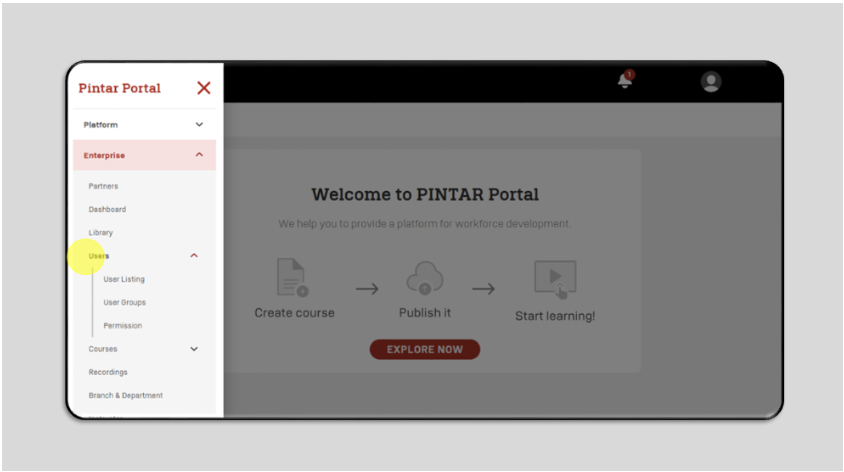 Pintar Portal
1
Platform
Enterprise
Partners
Dashboard
Library
Users
User Listing
User Groups
Permission
Courses
Recordings
Branch & Department
Welcome to PINTAR Portal
We help you to provide a platform for workforce development.
Create course
Publish it
Start learning!
EXPLORE NOW